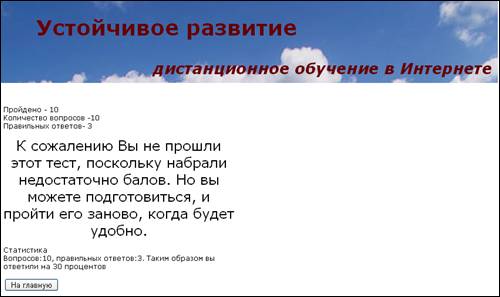 Устойчивое развитие
дистанционное обучение в Интернете
Пройдено - 10
Количество вопросов -10
Правильных ответов- 3
К сожалению Вы не прошли
этот тест, поскольку набрали
недостаточно балов. Но вы
можете подготовиться, и
пройти его заново, когда будет
удобно.
Статистика
Вопросов:10, правильных ответов:3. Таким образом вы
ответили на 30 процентов
На главную